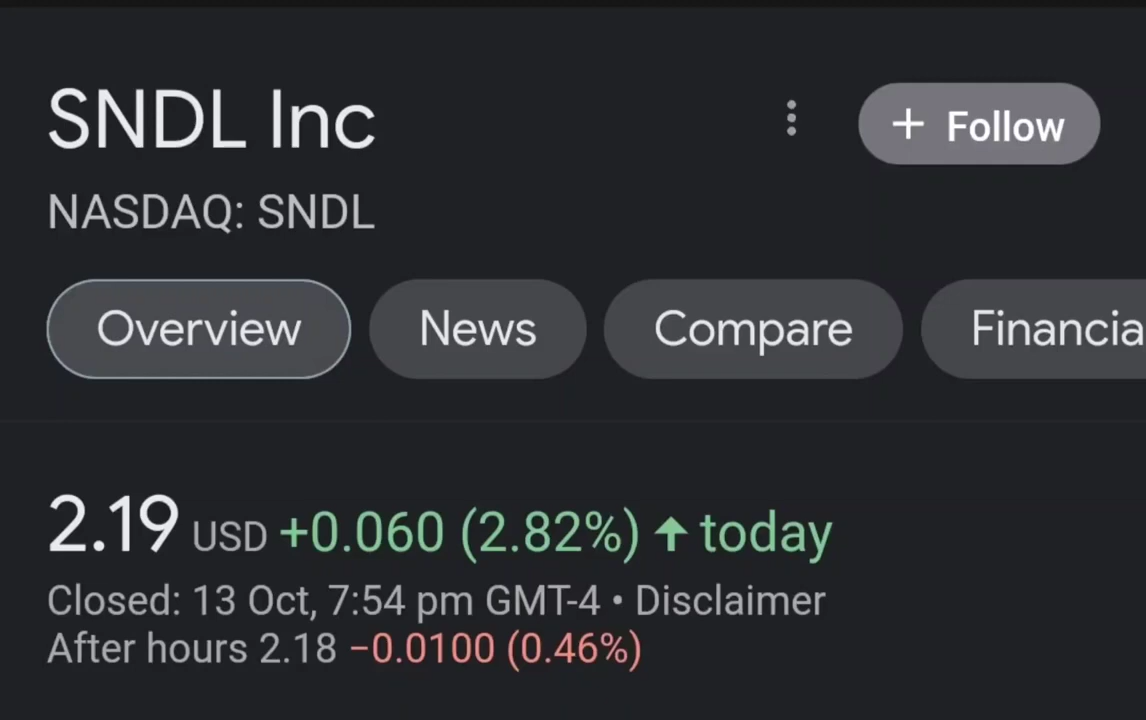 SNDL Inc
+ Follow
NASDAQ: SNDL
Overview News Compare Financia
2.19 USD +0.060 (2.82%) ↑ today
Closed: 13 Oct, 7:54 pm GMT-4 • Disclaimer
After hours 2.18 −0.0100 (0.46%)